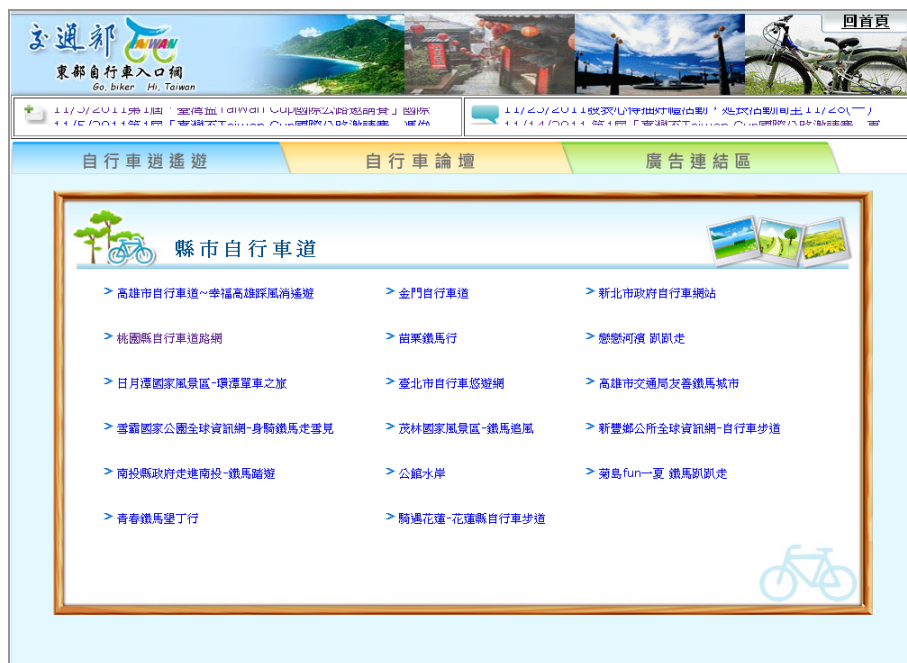 交通部
TAIWAN
東部自行車入口網
Go, biker Hi, Taiwan
回首頁
自行車逍遙遊
自行車論壇
廣告連結區
縣市自行車道
高雄市自行車道~幸福高雄踩風消遙遊
金門自行車道
新北市政府自行車網站
桃園縣自行車道路網
苗栗鐵馬行
戀戀河濱 趴趴走
日月潭國家風景區-環潭單車之旅
臺北市自行車悠遊網
高雄市交通局友善鐵馬城市
雪霸國家公園全球資訊網-身騎鐵馬走雪見
茂林國家風景區-鐵馬追風
新豐鄉公所全球資訊網-自行車步道
南投縣政府走進南投-鐵馬踏遊
公館水岸
菊島fun一夏 鐵馬趴趴走
青春鐵馬墾丁行
騎遇花蓮-花蓮縣自行車步道